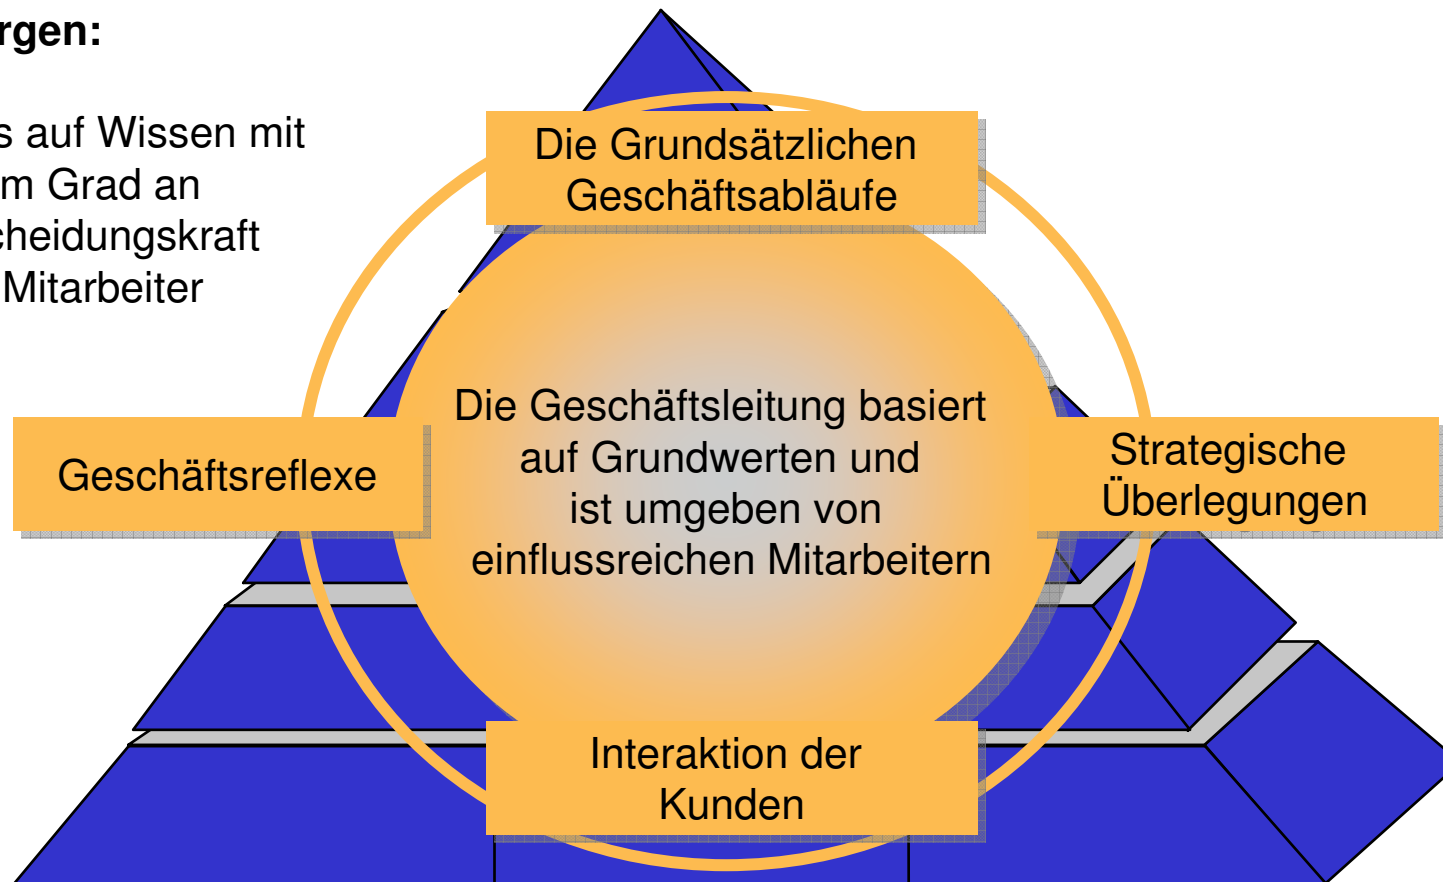 rgen:
s auf Wissen mit
m Grad an
cheidungskraft
Mitarbeiter
Die Grundsätzlichen
Geschäftsabläufe
Geschäftsreflexe
Die Geschäftsleitung basiert
auf Grundwerten und
ist umgeben von
einflussreichen Mitarbeitern
Strategische
Überlegungen
Interaktion der
Kunden